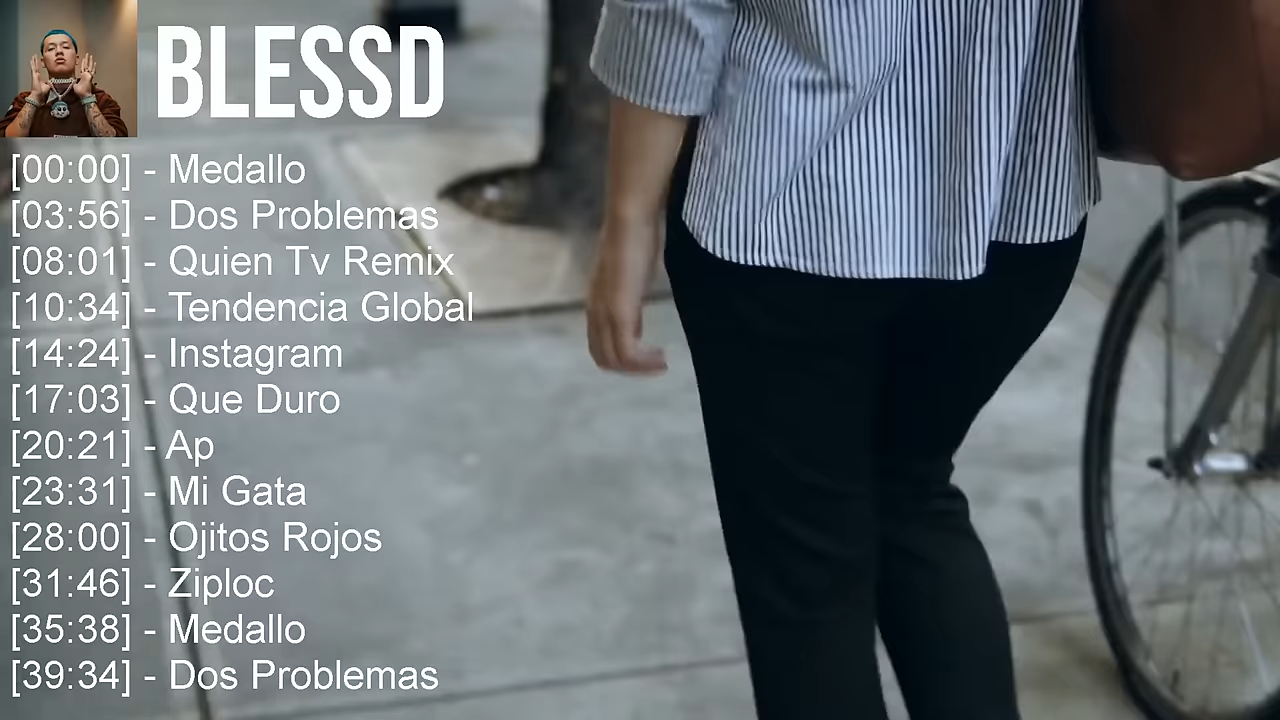 BLESSD
[00:00] - Medallo
[03:56] - Dos Problemas
[08:01] - Quien Tv Remix
[10:34] - Tendencia Global
[14:24] - Instagram
[17:03] - Que Duro
[20:21] - Ap
[23:31] - Mi Gata
[28:00] - Ojitos Rojos
[31:46] - Ziploc
[35:38] - Medallo
[39:34] - Dos Problemas